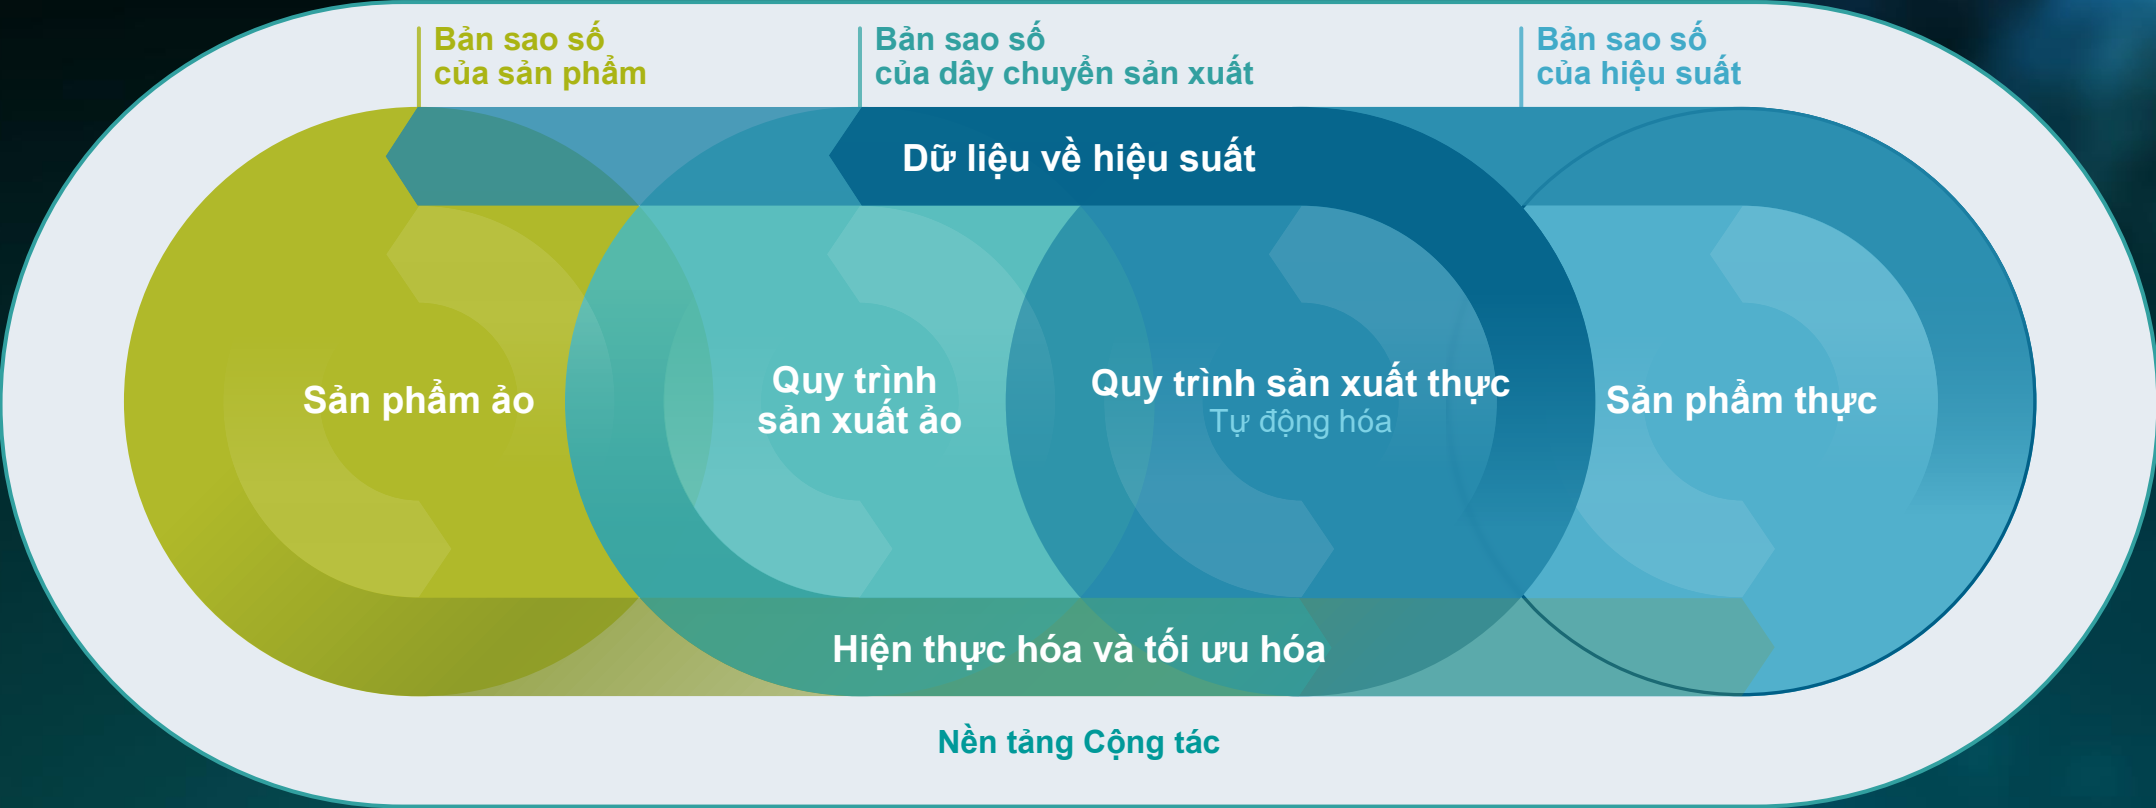 Bản sao số
của sản phẩm
Bản sao số
của dây chuyển sản xuất
Bản sao số
của hiệu suất
Dữ liệu về hiệu suất
Sản phẩm ảo
Quy trình
sản xuất ảo
Quy trình sản xuất thực
Tự động hóa
Sản phẩm thực
Hiện thực hóa và tối ưu hóa
Nền tảng Cộng tác